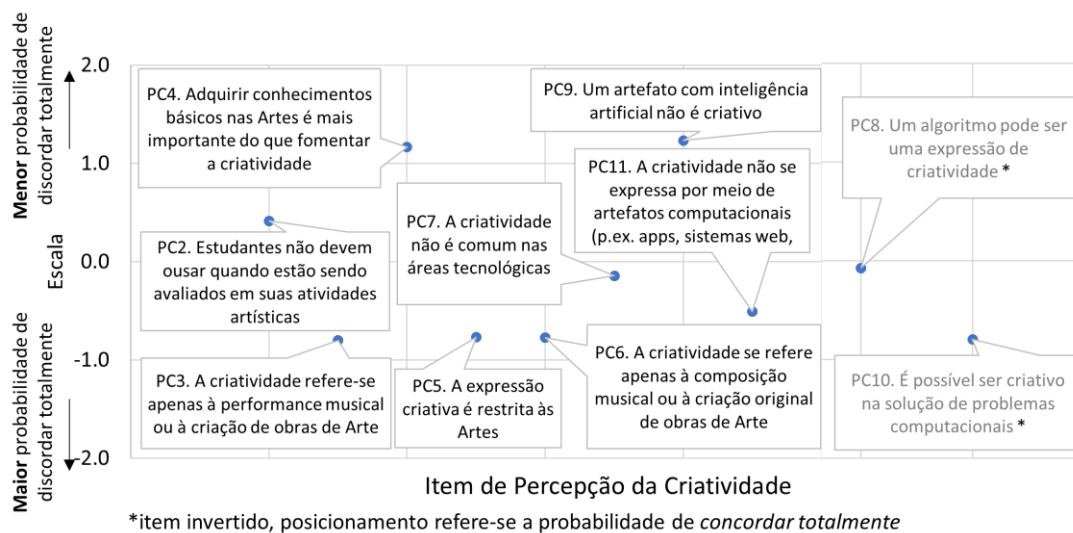 Menor probabilidade de
discordar totalmente
Escala
Maior probabilidade de
discordar totalmente
2.0
1.0
0.0
-1.0
-2.0
PC4. Adquirir conhecimentos
básicos nas Artes é mais
importante do que fomentar
a criatividade
PC9. Um artefato com inteligência
artificial não é criativo
PC8. Um algoritmo pode ser
uma expressão de
criatividade *
PC11. A criatividade não se
expressa por meio de
artefatos computacionais
(p.ex. apps, sistemas web,
PC7. A criatividade
não é comum nas
áreas tecnológicas
PC2. Estudantes não devem
ousar quando estão sendo
avaliados em suas atividades
artísticas
PC3. A criatividade refere-se
apenas à performance musical
ou à criação de obras de Arte
PC5. A expressão
criativa é restrita às
Artes
PC6. A criatividade se refere
apenas à composição
musical ou à criação original
de obras de Arte
PC10. É possível ser criativo
na solução de problemas
computacionais *
Item de Percepção da Criatividade
*item invertido, posicionamento refere-se a probabilidade de concordar totalmente